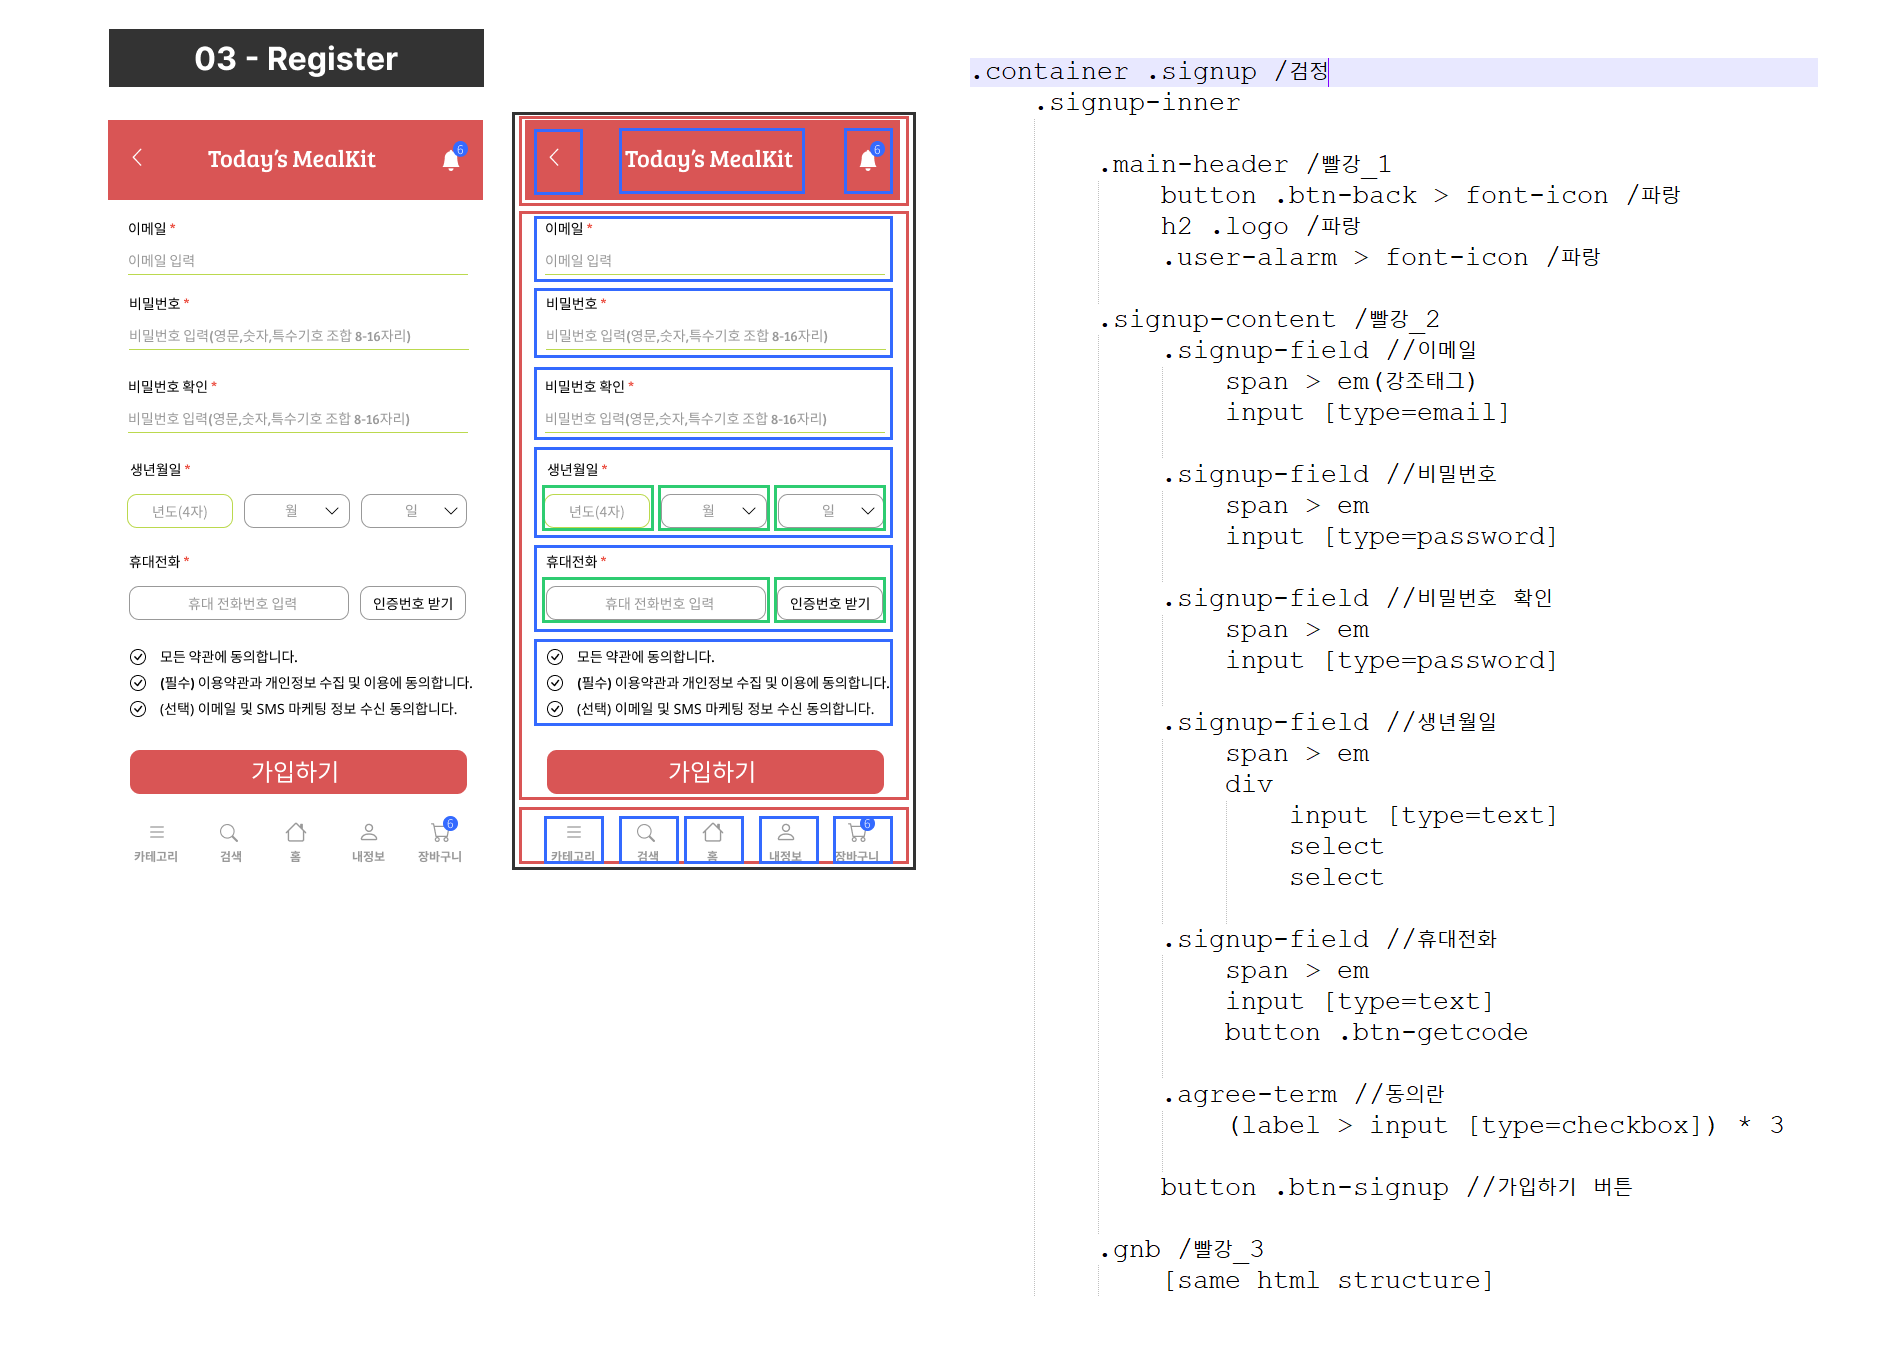 03 - Register
Today's MealKit
6
이메일 *
이메일 입력
비밀번호 *
비밀번호 입력(영문,숫자,특수기호 조합 8-16자리)
비밀번호 확인 *
비밀번호 입력(영문,숫자,특수기호 조합 8-16자리)
생년월일 *
년도(4자) 월 일
휴대전화 *
휴대 전화번호 입력 인증번호 받기
모든 약관에 동의합니다.
(필수) 이용약관과 개인정보 수집 및 이용에 동의합니다.
(선택) 이메일 및 SMS 마케팅 정보 수신 동의합니다.
가입하기
6
카테고리 검색 홈 내정보 장바구니
Today's MealKit
6
이메일 *
이메일 입력
비밀번호 *
비밀번호 입력(영문,숫자,특수기호 조합 8-16자리)
비밀번호 확인 *
비밀번호 입력(영문,숫자,특수기호 조합 8-16자리)
생년월일 *
년도(4자) 월 일
휴대전화 *
휴대 전화번호 입력 인증번호 받기
모든 약관에 동의합니다.
(필수) 이용약관과 개인정보 수집 및 이용에 동의합니다.
(선택) 이메일 및 SMS 마케팅 정보 수신 동의합니다.
가입하기
6
카테고리 검색 홈 내정보 장바구니
.container .signup /검정
.signup-inner
.main-header /빨강_1
button .btn-back > font-icon /파랑
h2 .logo /파랑
.user-alarm > font-icon /파랑
.signup-content /빨강_2
.signup-field //이메일
span > em(강조태그)
input [type=email]
.signup-field //비밀번호
span > em
input [type=password]
.signup-field //비밀번호 확인
span > em
input [type=password]
.signup-field //생년월일
span > em
div
input [type=text]
select
select
.signup-field //휴대전화
span > em
input [type=text]
button .btn-getcode
.agree-term //동의란
(label > input [type=checkbox]) * 3
button .btn-signup //가입하기 버튼
.gnb /빨강_3
[same html structure]